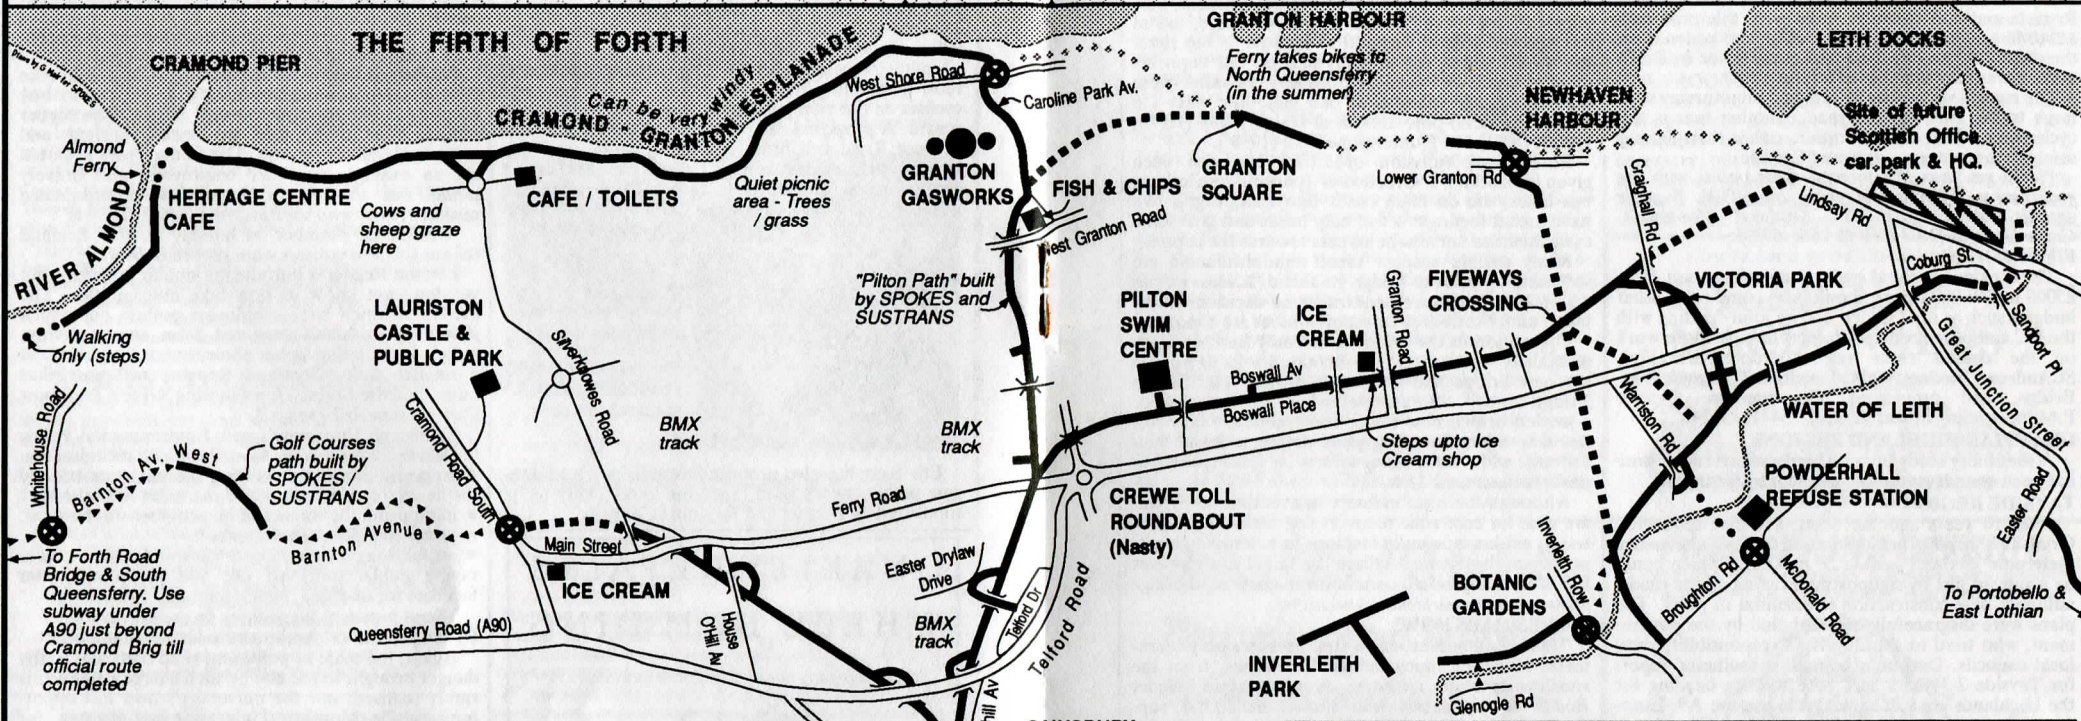 THE FIRTH OF FORTH
CRAMOND PIER
GRANTON HARBOUR
Ferry takes bikes to
North Queensferry
(in the summer)
LEITH DOCKS
NEWHAVEN
HARBOUR
Site of future
Scottish Office
car park & HQ.
Can be very windy
CRAMOND - GRANTON ESPLANADE
West Shore Road
Caroline Park Av.
Almond
Ferry
RIVER ALMOND
HERITAGE CENTRE
CAFE
Cows and
sheep graze
here
CAFE / TOILETS
Quiet picnic
area - Trees
/ grass
GRANTON
GASWORKS
FISH & CHIPS
West Granton Road
GRANTON
SQUARE
Lower Granton Rd
Craighall Rd
Lindsay Rd
Coburg St.
Sandport Pl
Walking
only (steps)
LAURISTON
CASTLE &
PUBLIC PARK
Silverknowes Road
"Pilton Path" built
by SPOKES and
SUSTRANS
PILTON
SWIM
CENTRE
ICE
CREAM
Granton Road
FIVEWAYS
CROSSING
VICTORIA PARK
Boswall Av
Boswall Place
Steps upto Ice
Cream shop
Great Junction Street
WATER OF LEITH
Warriston Rd
Whitehouse Road
Barnton Av. West
Golf Courses
path built by
SPOKES /
SUSTRANS
Barnton Avenue
Cramond Road South
BMX
track
BMX
track
Ferry Road
Main Street
ICE CREAM
CREWE TOLL
ROUNDABOUT
(Nasty)
POWDERHALL
REFUSE STATION
Easter Road
To Forth Road
Bridge & South
Queensferry. Use
subway under
A90 just beyond
Cramond Brig till
official route
completed
Queensferry Road (A90)
House
O'Hill Av
Easter Drylaw
Drive
BMX
track
Telford Dr
Telford Road
hill Av
Inverleith Row
BOTANIC
GARDENS
INVERLEITH
PARK
Glenogle Rd
Broughton Rd
McDonald Road
To Portobello &
East Lothian